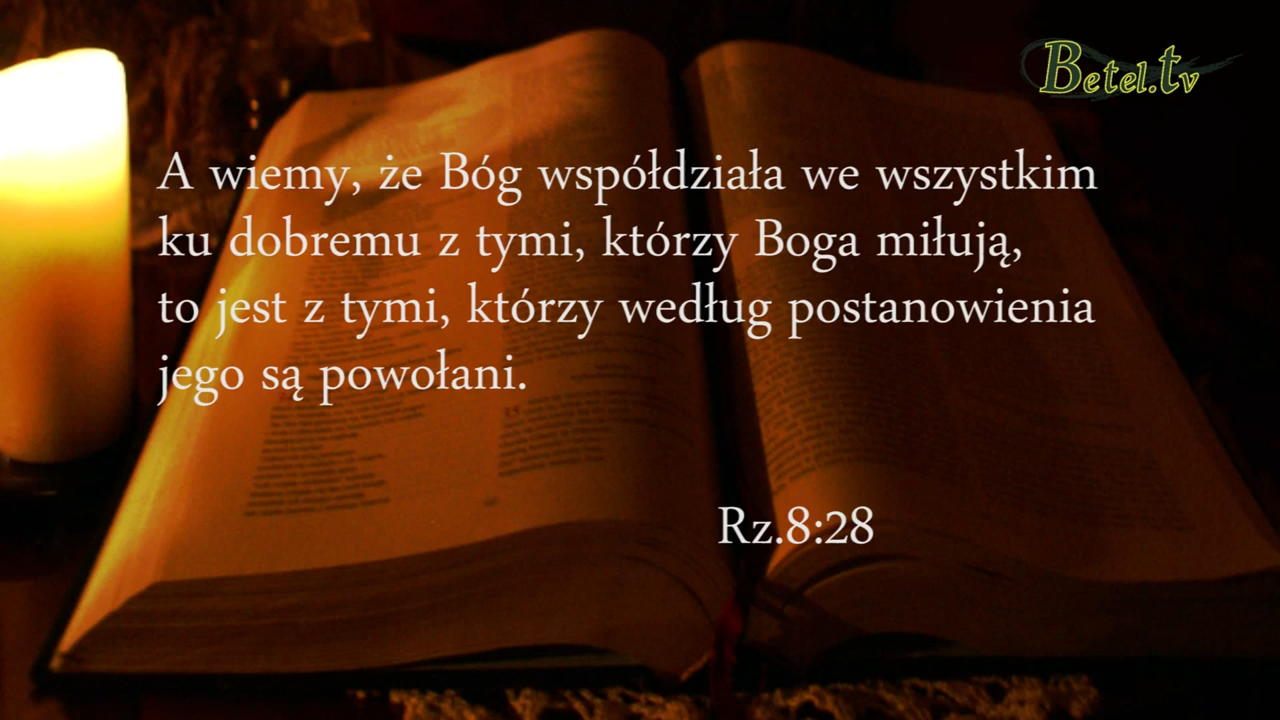 Betel.tv
A wiemy, że Bóg współdziała we wszystkim
ku dobremu z tymi, którzy Boga miłują,
to jest z tymi, którzy według postanowienia
jego są powołani.
Rz.8:28